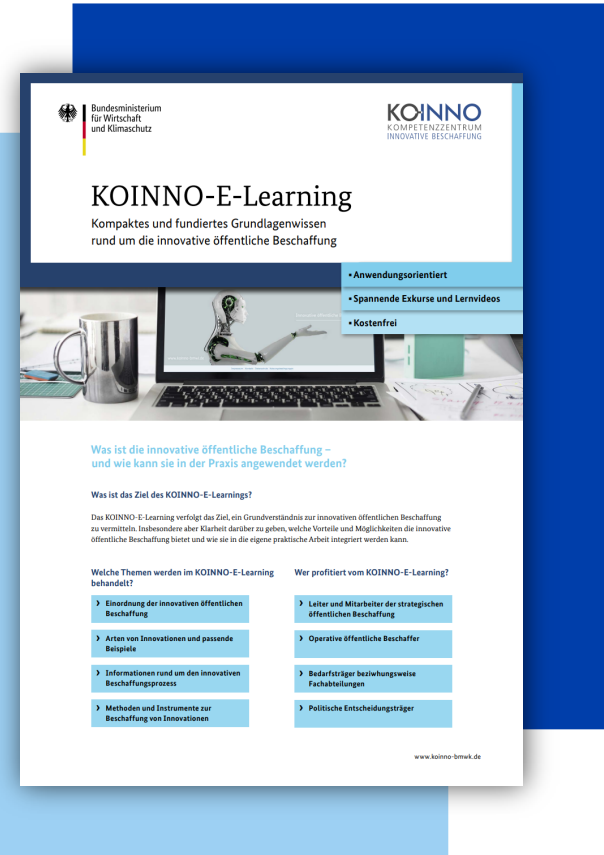 Bundesministerium
für Wirtschaft
und Klimaschutz
KOINNO
KOMPETENZZENTRUM
INNOVATIVE BESCHAFFUNG
KOINNO-E-Learning
Kompaktes und fundiertes Grundlagenwissen
rund um die innovative öffentliche Beschaffung
▪ Anwendungsorientiert
▪ Spannende Exkurse und Lernvideos
▪ Kostenfrei
Was ist die innovative öffentliche Beschaffung –
und wie kann sie in der Praxis angewendet werden?
Was ist das Ziel des KOINNO-E-Learnings?
Das KOINNO-E-Learning verfolgt das Ziel, ein Grundverständnis zur innovativen öffentlichen Beschaffung
zu vermitteln. Insbesondere aber Klarheit darüber zu geben, welche Vorteile und Möglichkeiten die innovative
öffentliche Beschaffung bietet und wie sie in die eigene praktische Arbeit integriert werden kann.
Welche Themen werden im KOINNO-E-Learning
behandelt?
› Einordnung der innovativen öffentlichen
Beschaffung
› Arten von Innovationen und passende
Beispiele
› Informationen rund um den innovativen
Beschaffungsprozess
› Methoden und Instrumente zur
Beschaffung von Innovationen
Wer profitiert vom KOINNO-E-Learning?
› Leiter und Mitarbeiter der strategischen
öffentlichen Beschaffung
› Operative öffentliche Beschaffer
› Bedarfsträger beziwhungsweise
Fachabteilungen
› Politische Entscheidungsträger
www.koinno-bmwk.de